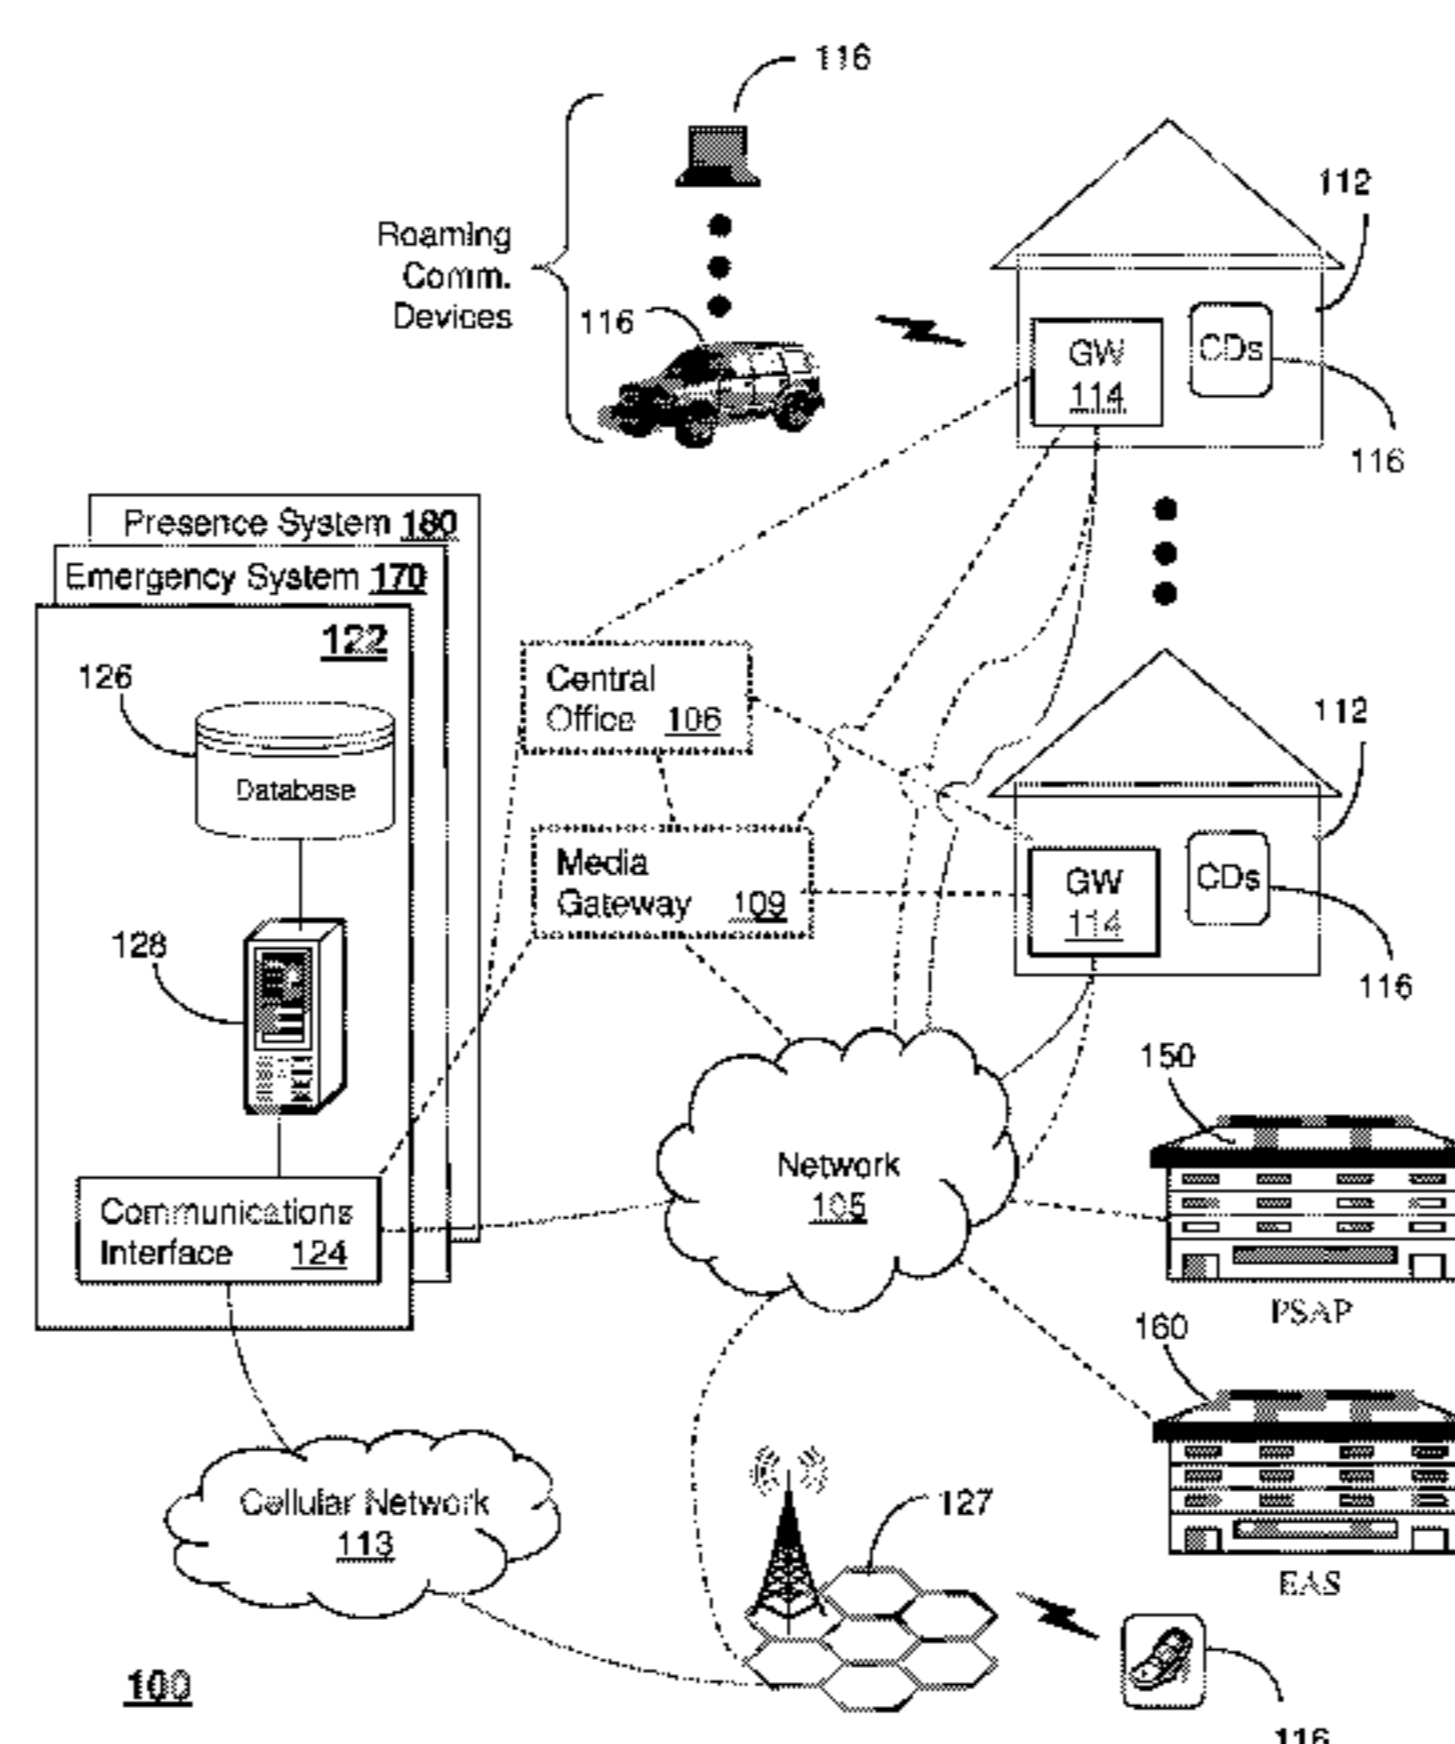 116
Roaming
Comm.
Devices
116
112
GW
114
CDs
116
Presence System 180
Emergency System 170
122
126
Database
128
Communications
Interface 124
Central
Office 106
Media
Gateway 109
112
GW
114
CDs
116
Network
105
150
PSAP
160
EAS
Cellular Network
113
127
100
116